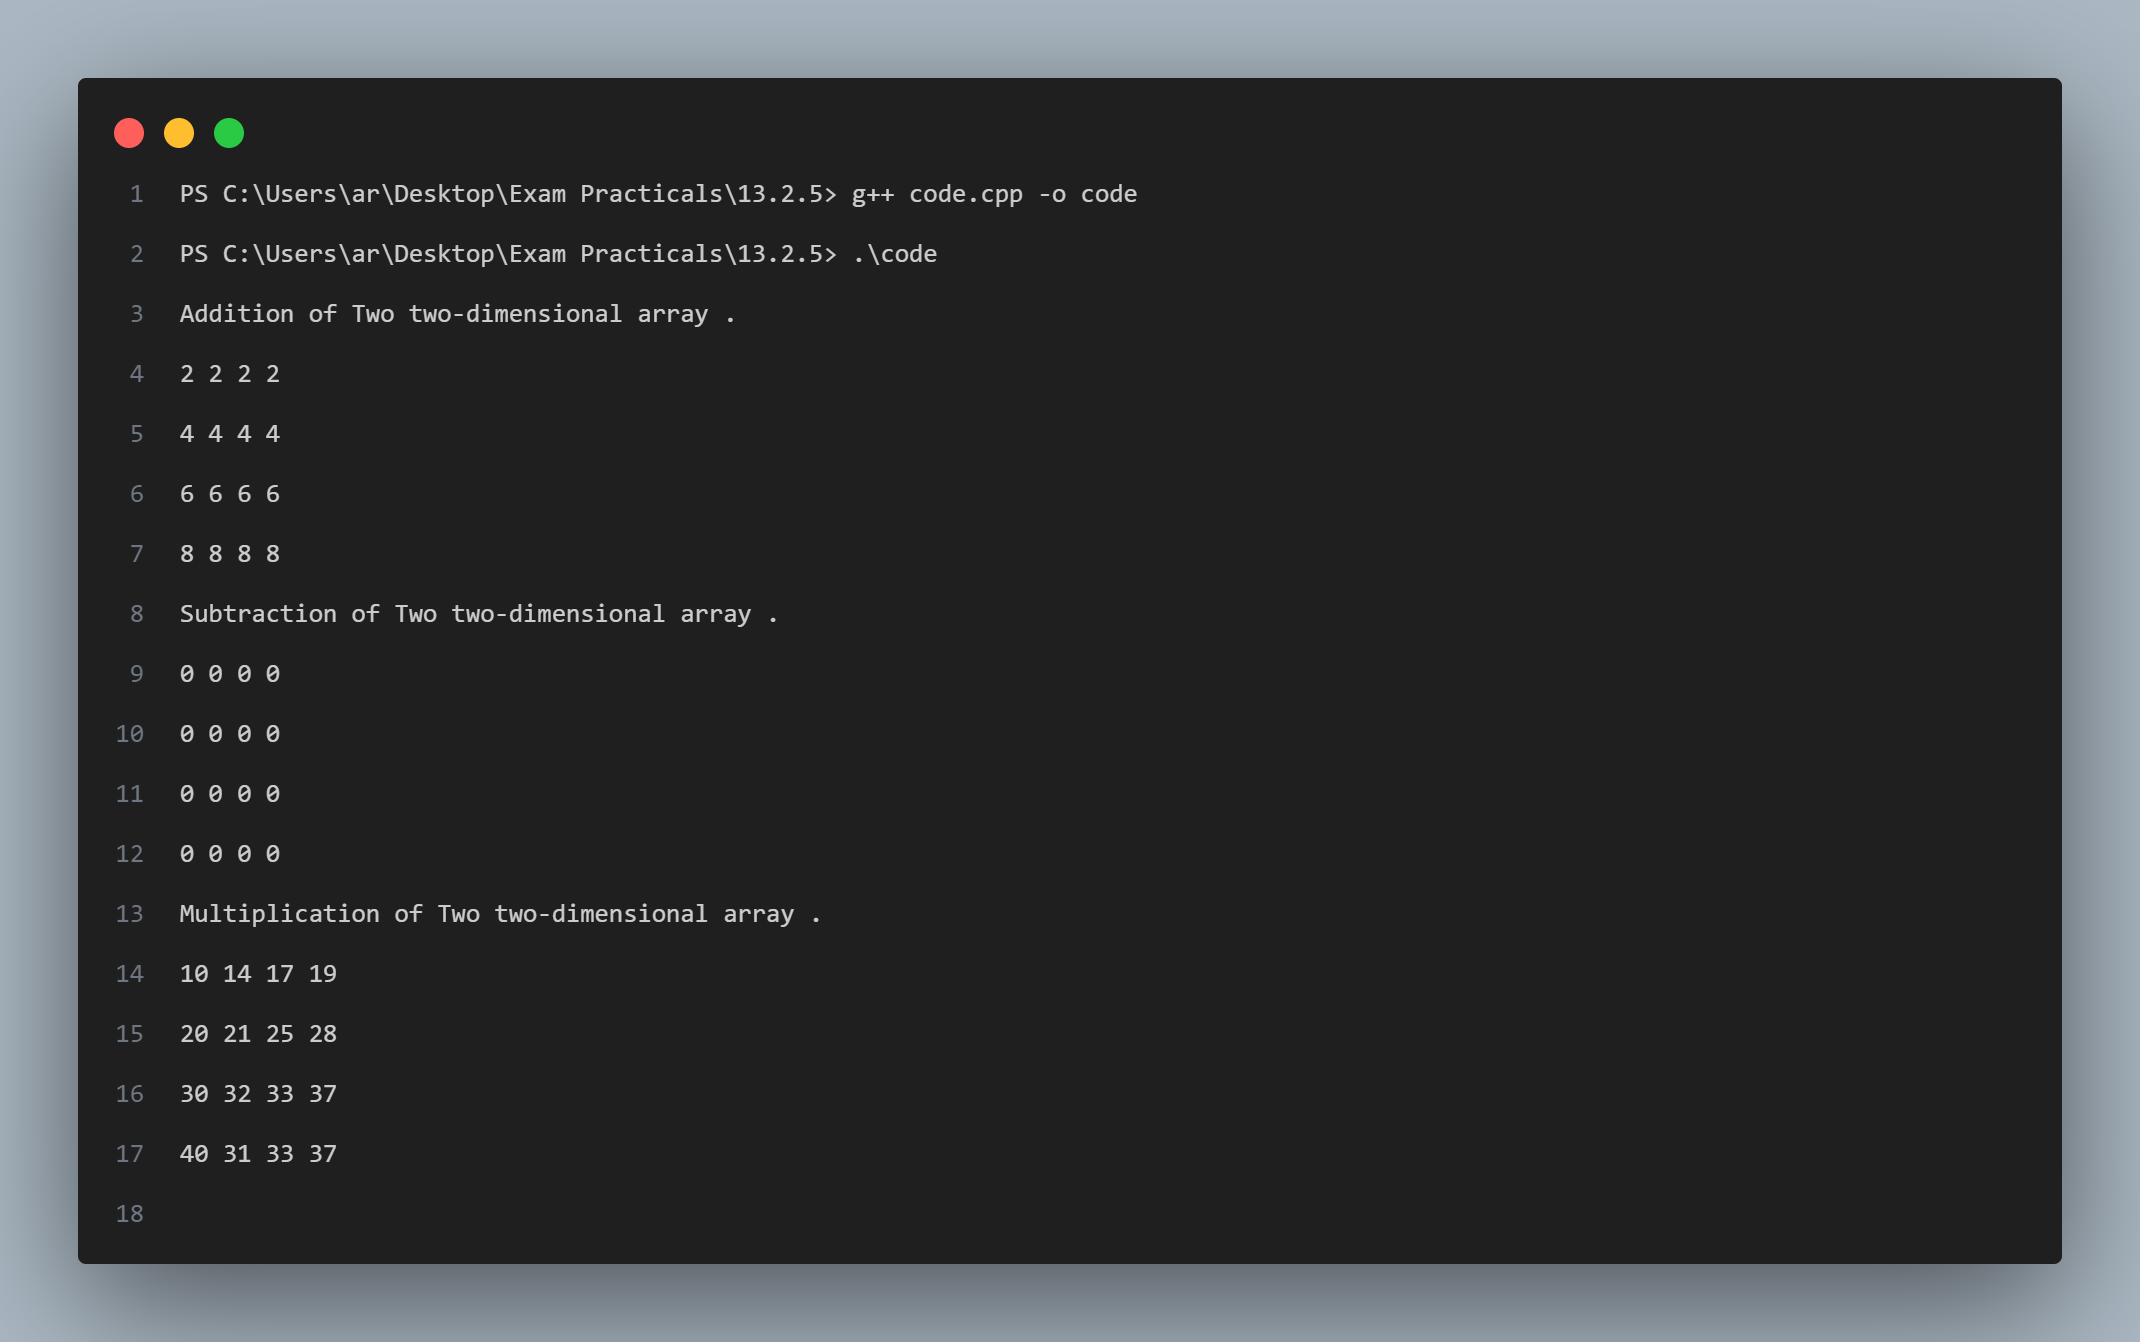 1 PS C:\Users\ar\Desktop\Exam Practicals\13.2.5> g++ code.cpp -o code
2 PS C:\Users\ar\Desktop\Exam Practicals\13.2.5> .\code
3 Addition of Two two-dimensional array .
4 2 2 2 2
5 4 4 4 4
6 6 6 6 6
7 8 8 8 8
8 Subtraction of Two two-dimensional array .
9 0 0 0 0
10 0 0 0 0
11 0 0 0 0
12 0 0 0 0
13 Multiplication of Two two-dimensional array .
14 10 14 17 19
15 20 21 25 28
16 30 32 33 37
17 40 31 33 37
18